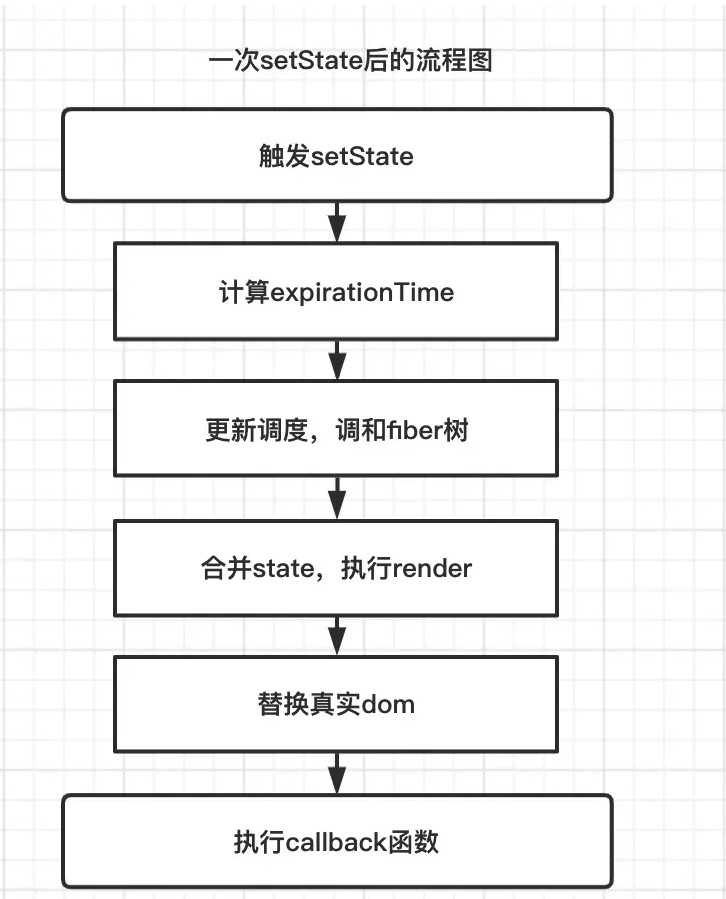 一次setState后的流程图
触发setState
计算expirationTime
更新调度，调和fiber树
合并state，执行render
替换真实dom
执行callback函数